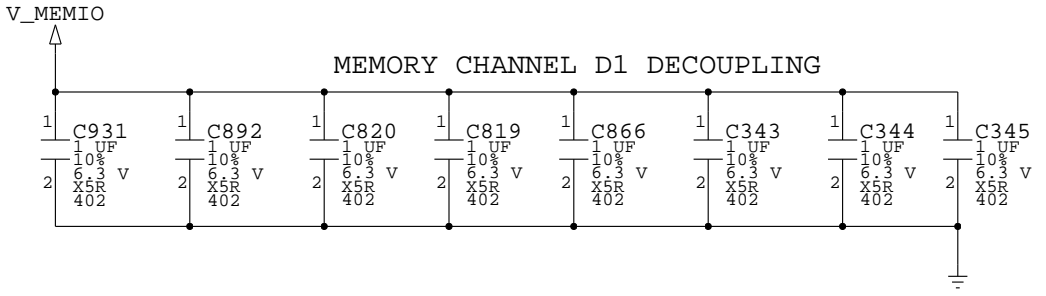 V_MEMIO
MEMORY CHANNEL D1 DECOUPLING
1 C931
1 UF
10%
6.3 V
2 X5R
402
1 C892
1 UF
10%
6.3 V
2 X5R
402
1 C820
1 UF
10%
6.3 V
2 X5R
402
1 C819
1 UF
10%
6.3 V
2 X5R
402
1 C866
1 UF
10%
6.3 V
2 X5R
402
1 C343
1 UF
10%
6.3 V
2 X5R
402
1 C344
1 UF
10%
6.3 V
2 X5R
402
1 C345
1 UF
10%
6.3 V
2 X5R
402